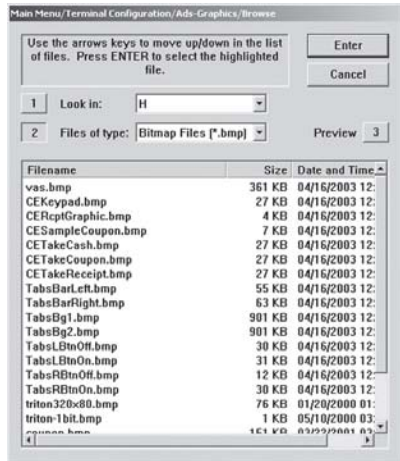 Main Menu/Terminal Configuration/Ads-Graphics/Browse
Use the arrows keys to move up/down in the list
of files. Press ENTER to select the highlighted
file.
Enter
Cancel
1 Look in: H
2 Files of type: Bitmap Files (*.bmp) Preview 3
Filename Size Date and Time
vas.bmp 361 KB 04/16/2003 12:
CEKeypad.bmp 27 KB 04/16/2003 12:
CERcptGraphic.bmp 4 KB 04/16/2003 12:
CESampleCoupon.bmp 7 KB 04/16/2003 12:
CETakeCash.bmp 27 KB 04/16/2003 12:
CETakeCoupon.bmp 27 KB 04/16/2003 12:
CETakeReceipt.bmp 27 KB 04/16/2003 12:
TabsBarLeft.bmp 55 KB 04/16/2003 12:
TabsBarRight.bmp 63 KB 04/16/2003 12:
TabsBg1.bmp 901 KB 04/16/2003 12:
TabsBg2.bmp 901 KB 04/16/2003 12:
TabsLBtnOff.bmp 30 KB 04/16/2003 12:
TabsLBtnOn.bmp 31 KB 04/16/2003 12:
TabsRBtnOff.bmp 12 KB 04/16/2003 12:
TabsRBtnOn.bmp 30 KB 04/16/2003 12:
triton320x80.bmp 76 KB 01/20/2000 01:
triton-1bit.bmp 1 KB 05/10/2000 03:
coupon.bmp 151 KB 03/22/2001 03: